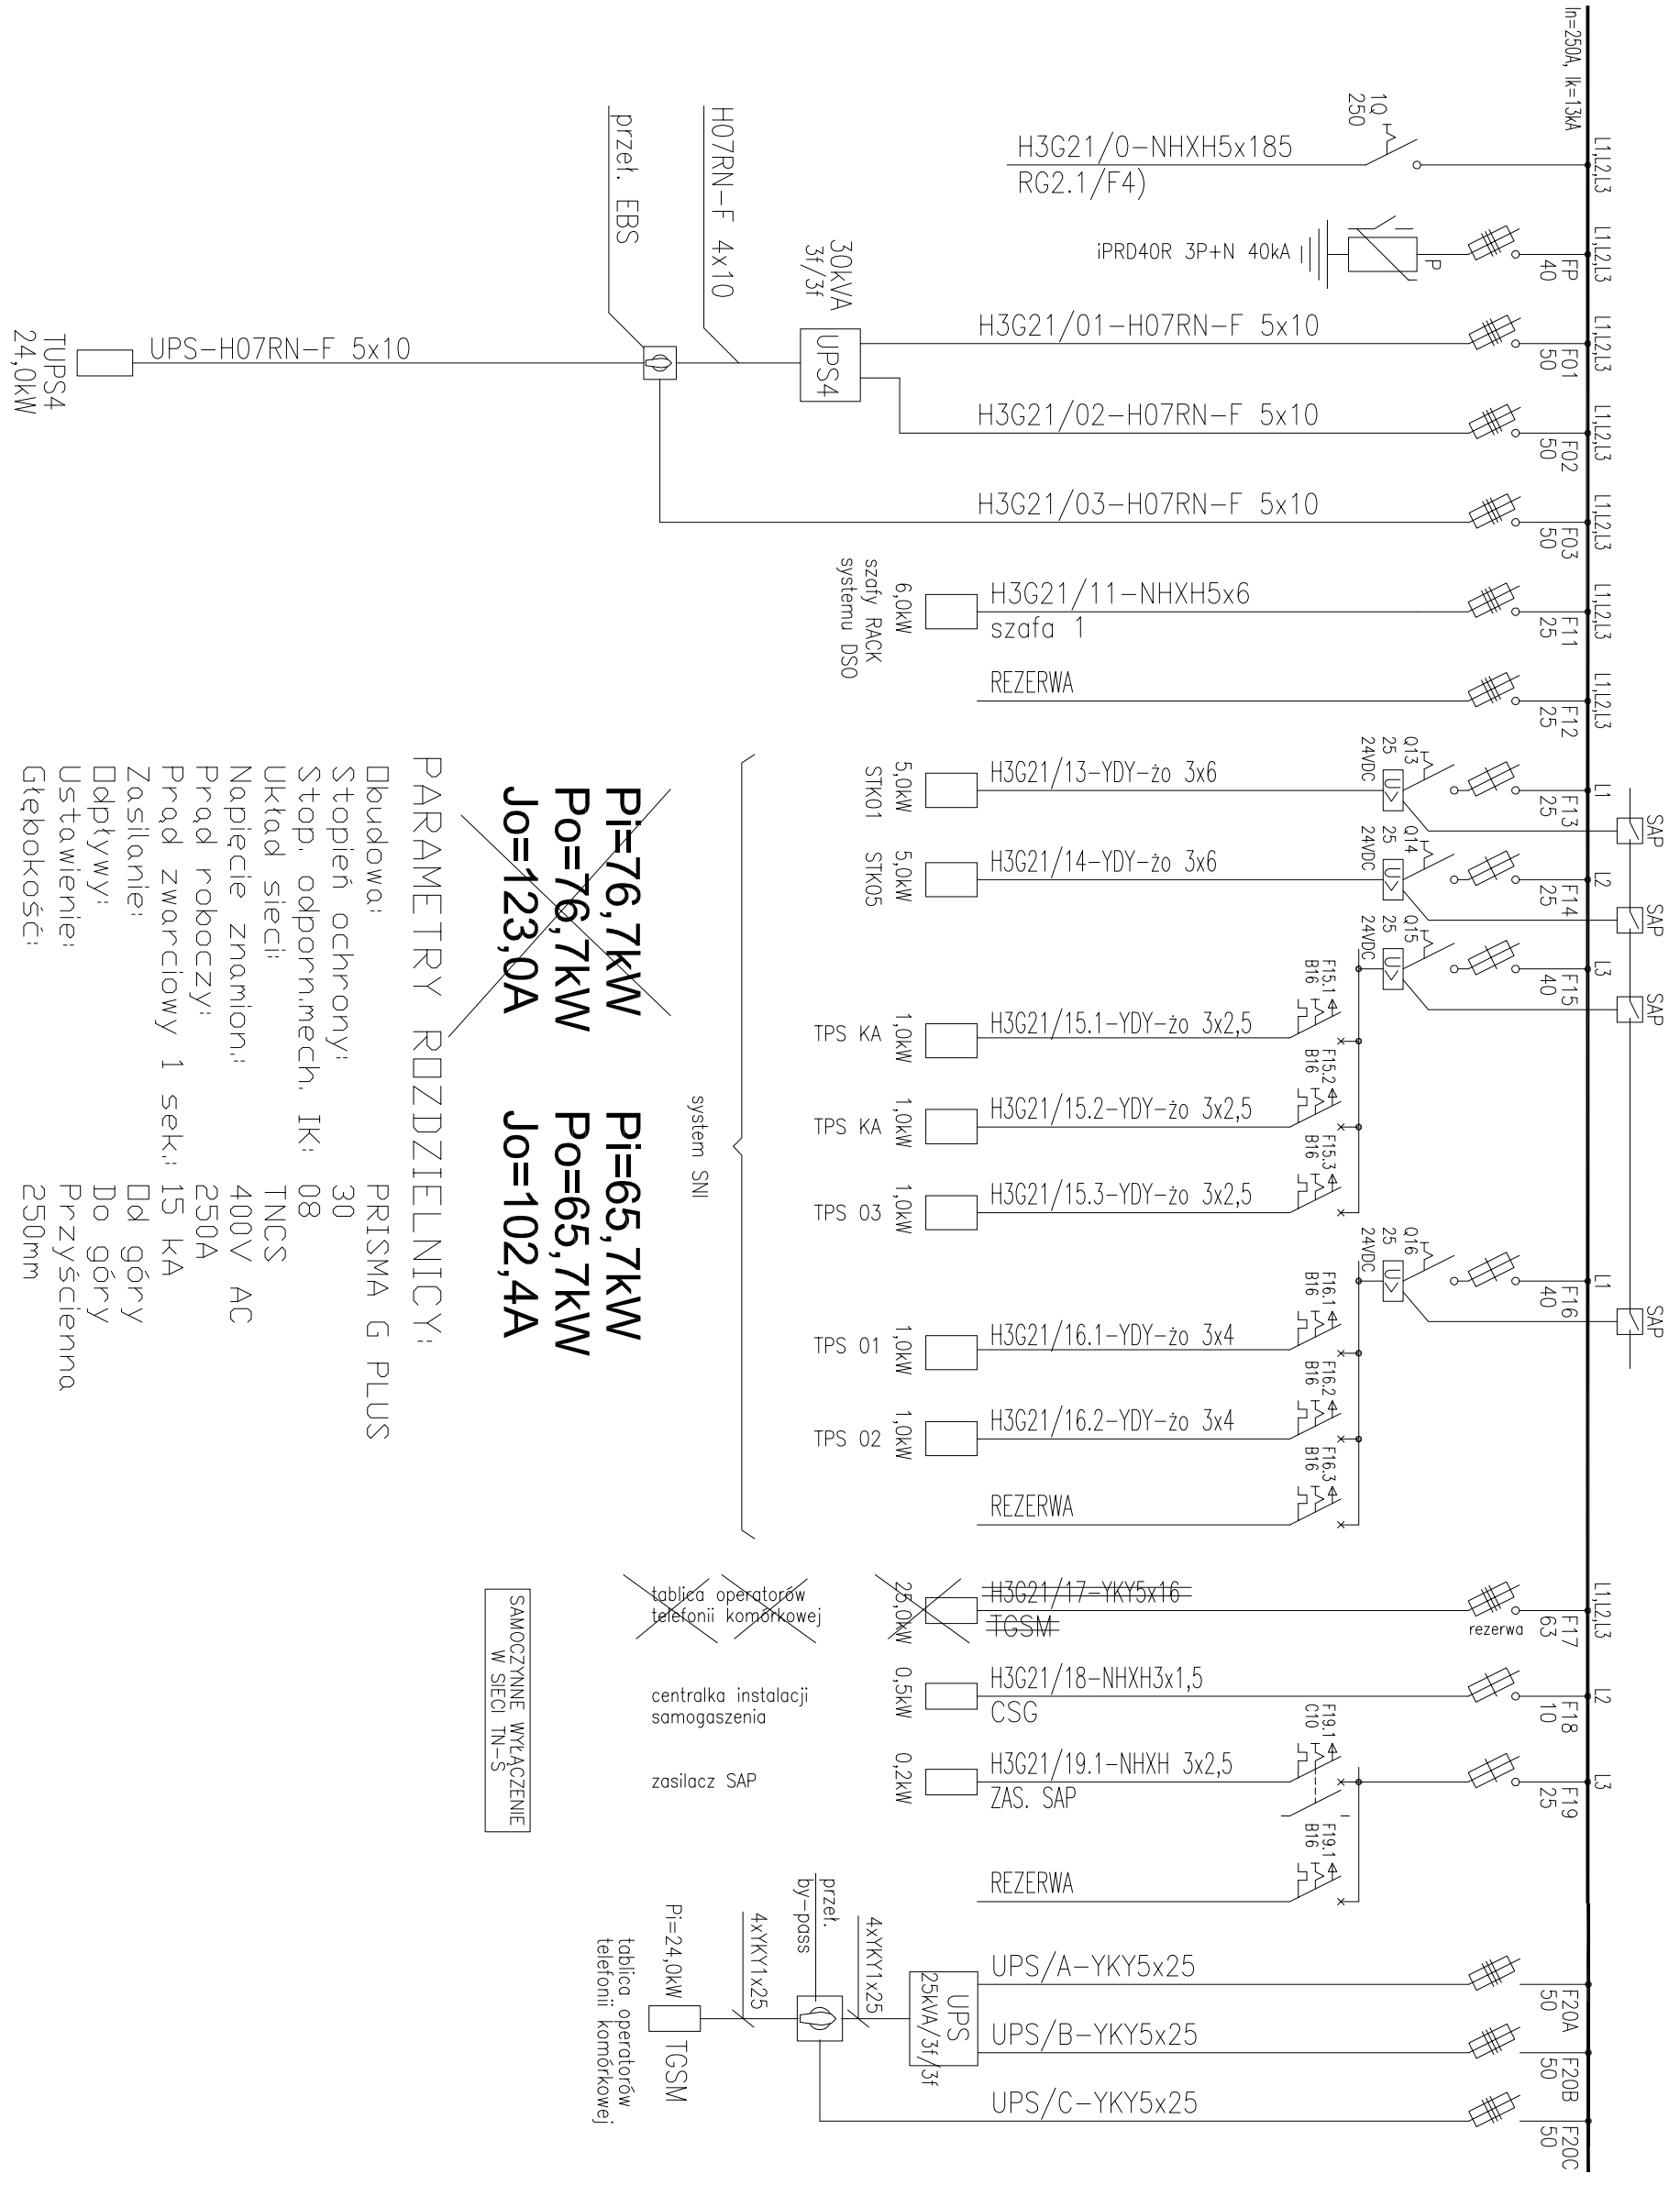 In=250A, Ik=13kA
L1,L2,L3
1Q
250
H3G21/0-NHXH5x185
RG2.1/F4)
L1,L2,L3
FP
40
P
iPRD40R 3P+N 40kA
L1,L2,L3
F01
50
H3G21/01-H07RN-F 5x10
L1,L2,L3
F02
50
H3G21/02-H07RN-F 5x10
L1,L2,L3
F03
50
H3G21/03-H07RN-F 5x10
30kVA
3f/3f
UPS4
H07RN-F 4x10
przeł. EBS
UPS-H07RN-F 5x10
TUPS4
24,0kW
L1,L2,L3
F11
25
H3G21/11-NHXH5x6
szafa 1
6,0kW
szafy RACK
systemu DSO
L1,L2,L3
F12
25
REZERWA
L1
F13
25
SAP
Q13
25
24VDC
U>
H3G21/13-YDY-żo 3x6
5,0kW
STK01
L2
F14
25
SAP
Q14
25
24VDC
U>
H3G21/14-YDY-żo 3x6
5,0kW
STK05
L3
F15
40
SAP
Q15
25
24VDC
U>
F15.1
B16
H3G21/15.1-YDY-żo 3x2,5
1,0kW
TPS KA
F15.2
B16
H3G21/15.2-YDY-żo 3x2,5
1,0kW
TPS KA
F15.3
B16
H3G21/15.3-YDY-żo 3x2,5
1,0kW
TPS 03
L1
F16
40
SAP
Q16
25
24VDC
U>
F16.1
B16
H3G21/16.1-YDY-żo 3x4
1,0kW
TPS 01
F16.2
B16
H3G21/16.2-YDY-żo 3x4
1,0kW
TPS 02
F16.3
B16
REZERWA
system SNI
L1,L2,L3
F17
63
rezerwa
H3G21/17-YKY5x16
TGSM
25,0kW
tablica operatorów
telefonii komórkowej
L2
F18
10
H3G21/18-NHXH3x1,5
CSG
0,5kW
centralka instalacji
samogaszenia
L3
F19
25
F19.1
C10
H3G21/19.1-NHXH 3x2,5
ZAS. SAP
0,2kW
zasilacz SAP
F19.1
B16
REZERWA
F20A
50
UPS/A-YKY5x25
F20B
50
UPS/B-YKY5x25
F20C
50
UPS/C-YKY5x25
UPS
25kVA/3f/3f
4xYKY1x25
przeł.
by-pass
4xYKY1x25
TGSM
Pi=24,0kW
tablica operatorów
telefonii komórkowej
Pi=76,7kW
Po=76,7kW
Jo=123,0A
Pi=65,7kW
Po=65,7kW
Jo=102,4A
PARAMETRY ROZDZIELNICY:
Obudowa: PRISMA G PLUS
Stopień ochrony: 30
Stop. odporn.mech. IK: 08
Układ sieci: TNCS
Napięcie znamion.: 400V AC
Prąd roboczy: 250A
Prąd zwarciowy 1 sek.: 15 kA
Zasilanie: Od góry
Odpływy: Do góry
Ustawienie: Przyścienna
Głębokość: 250mm
SAMOCZYNNE WYŁĄCZENIE
W SIECI TN-S